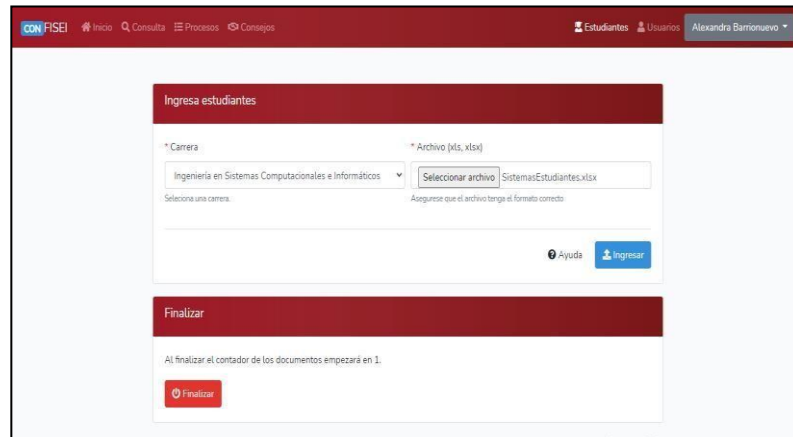 CON FISEI Inicio Consulta Procesos Consejos Estudiantes Usuarios Alexandra Barrionuevo
Ingresa estudiantes
* Carrera * Archivo (xls, xlsx)
Ingeniería en Sistemas Computacionales e Informáticos Seleccionar archivo SistemasEstudiantes.xlsx
Seleciona una carrera. Asegurese que el archivo tenga el formato correcto
Ayuda Ingresar
Finalizar
Al finalizar el contador de los documentos empezará en 1.
Finalizar